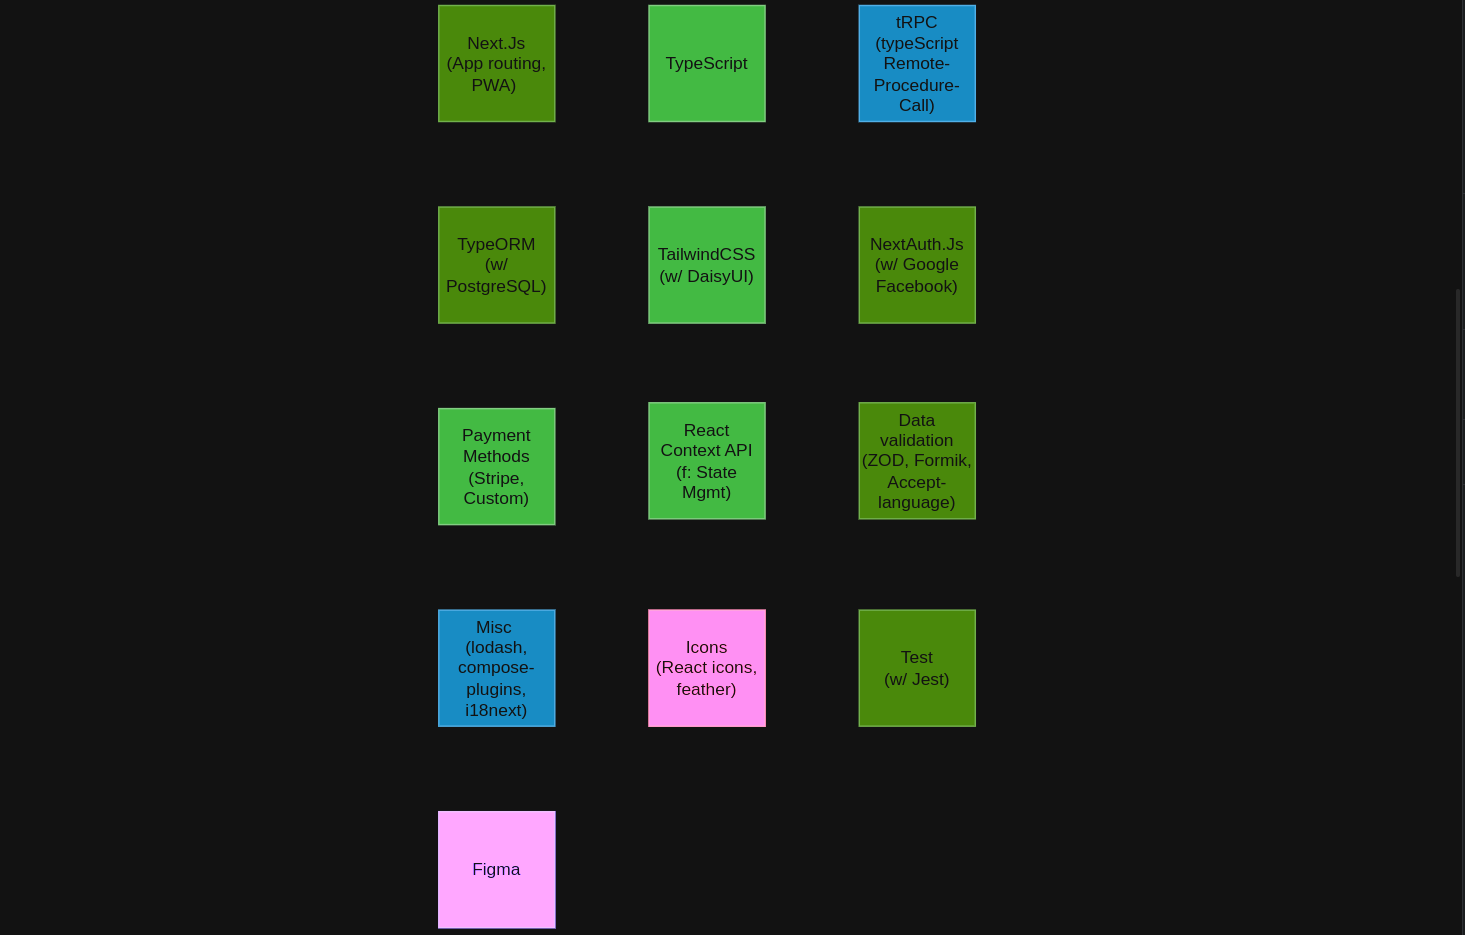 Next.Js
(App routing,
PWA)
TypeScript
tRPC
(typeScript
Remote-
Procedure-
Call)
TypeORM
(w/
PostgreSQL)
TailwindCSS
(w/ DaisyUI)
NextAuth.Js
(w/ Google
Facebook)
Payment
Methods
(Stripe,
Custom)
React
Context API
(f: State
Mgmt)
Data
validation
(ZOD, Formik,
Accept-
language)
Misc
(lodash,
compose-
plugins,
i18next)
Icons
(React icons,
feather)
Test
(w/ Jest)
Figma